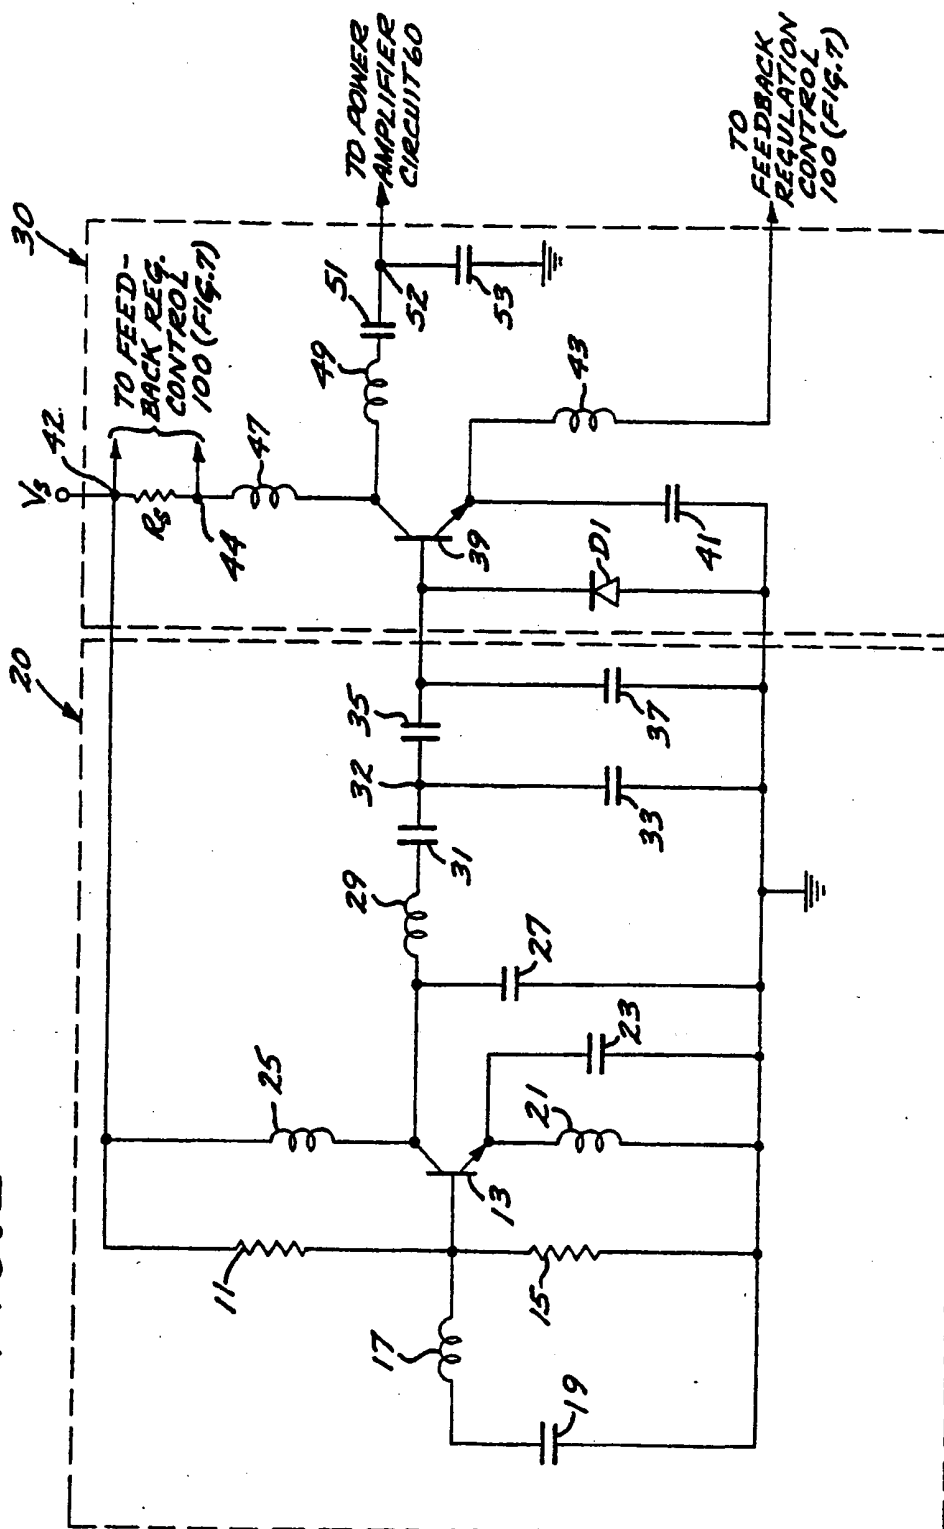 20
30
Vs
42
TO FEED-
BACK REG.
CONTROL
100 (FIG.7)
Rs
44
47
TO POWER
AMPLIFIER
CIRCUIT 60
49
51
52
53
11
25
29
31
32
35
39
13
17
15
21
23
27
33
37
D1
41
43
19
TO
FEEDBACK
REGULATION
CONTROL
100 (FIG.7)